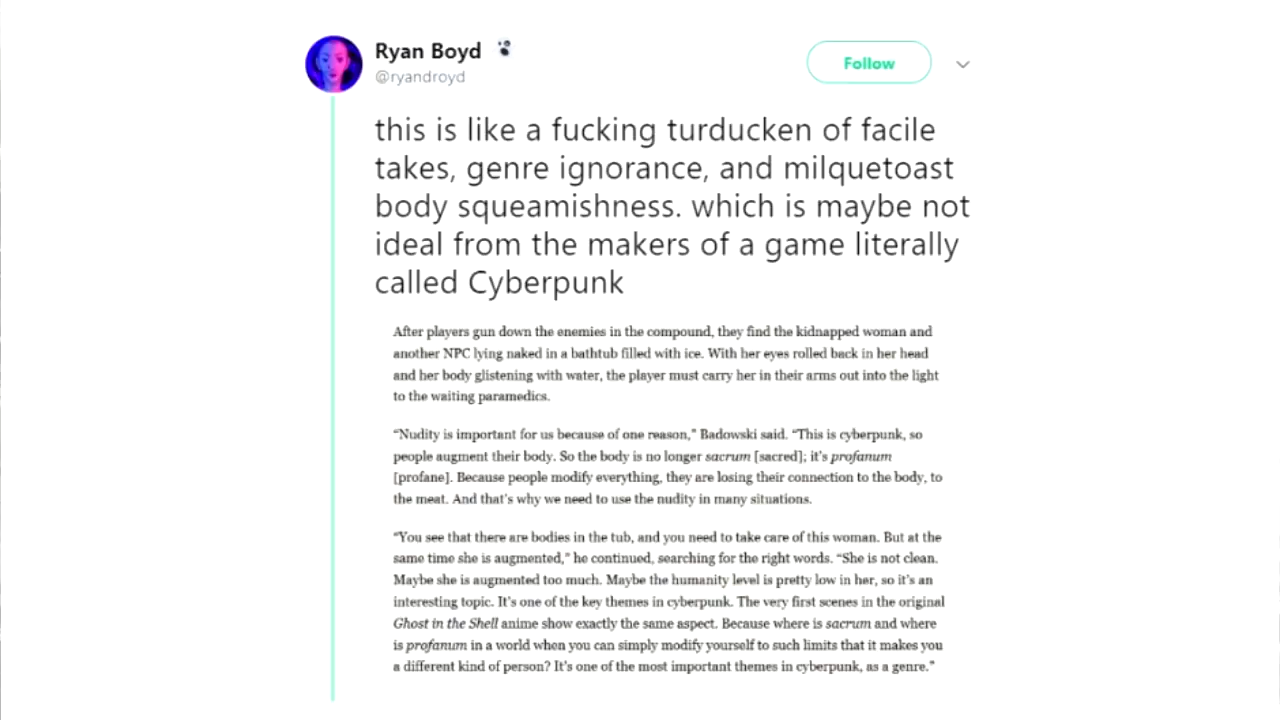 Ryan Boyd
@ryandroyd
Follow
this is like a fucking turducken of facile
takes, genre ignorance, and milquetoast
body squeamishness. which is maybe not
ideal from the makers of a game literally
called Cyberpunk
After players gun down the enemies in the compound, they find the kidnapped woman and
another NPC lying naked in a bathtub filled with ice. With her eyes rolled back in her head
and her body glistening with water, the player must carry her in their arms out into the light
to the waiting paramedics.
“Nudity is important for us because of one reason,” Badowski said. “This is cyberpunk, so
people augment their body. So the body is no longer sacrum [sacred]; it’s profanum
[profane]. Because people modify everything, they are losing their connection to the body, to
the meat. And that’s why we need to use the nudity in many situations.
“You see that there are bodies in the tub, and you need to take care of this woman. But at the
same time she is augmented,” he continued, searching for the right words. “She is not clean.
Maybe she is augmented too much. Maybe the humanity level is pretty low in her, so it’s an
interesting topic. It’s one of the key themes in cyberpunk. The very first scenes in the original
Ghost in the Shell anime show exactly the same aspect. Because where is sacrum and where
is profanum in a world when you can simply modify yourself to such limits that it makes you
a different kind of person? It’s one of the most important themes in cyberpunk, as a genre.”